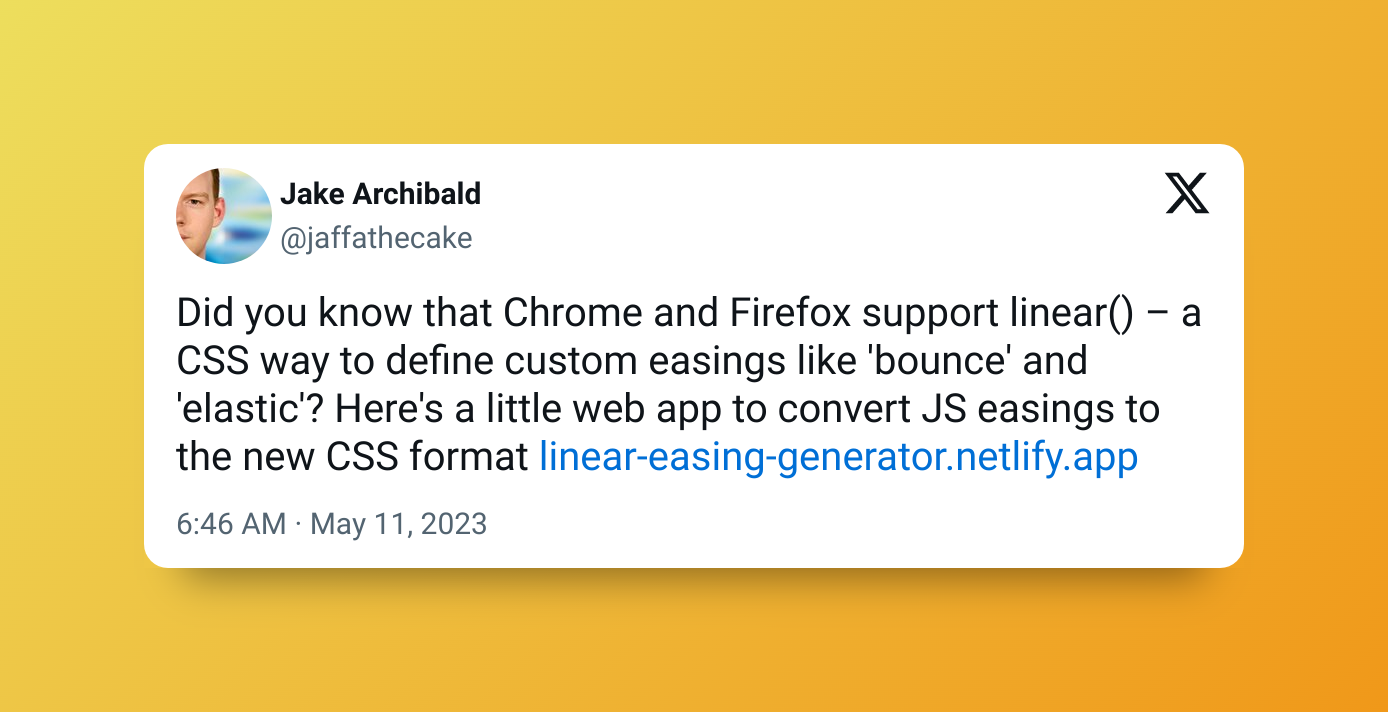 Jake Archibald
@jaffathecake
Did you know that Chrome and Firefox support linear() – a
CSS way to define custom easings like 'bounce' and
'elastic'? Here's a little web app to convert JS easings to
the new CSS format linear-easing-generator.netlify.app
6:46 AM · May 11, 2023